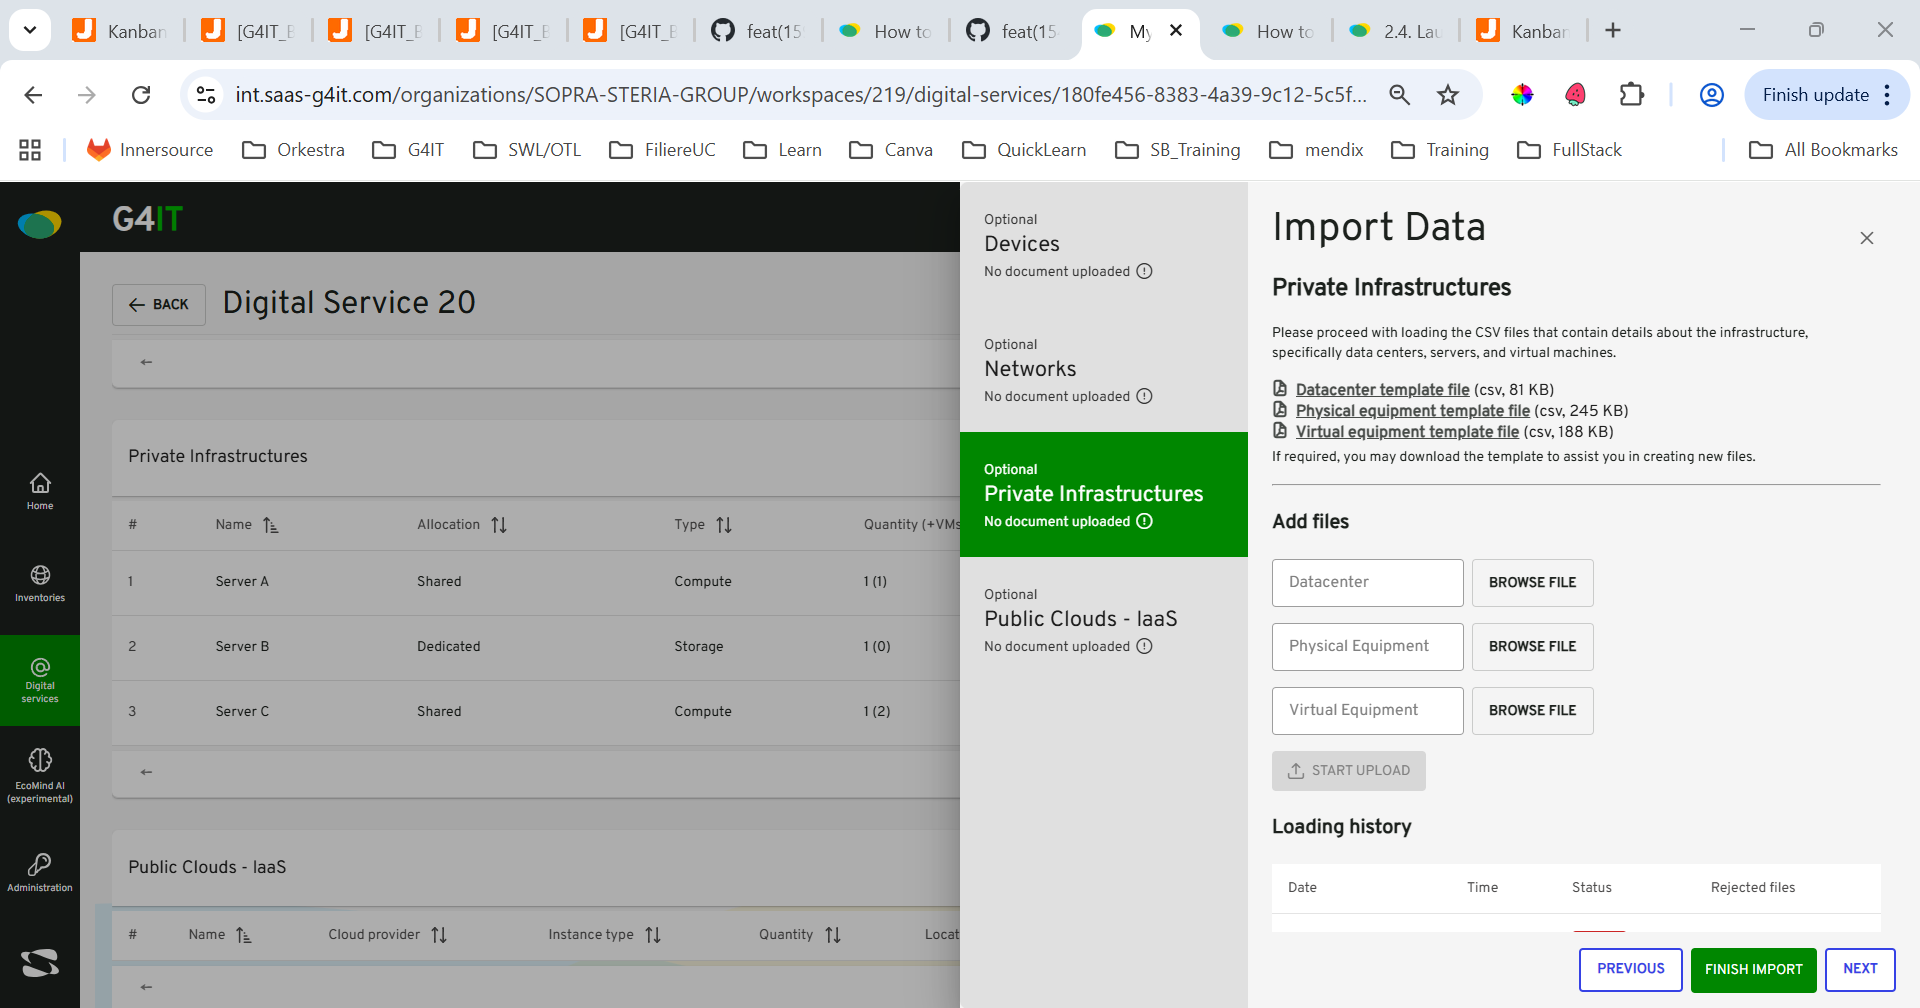 Kanban
[G4IT_B
[G4IT_B
[G4IT_B
[G4IT_B
feat(15
How to
feat(15
My
How to
2.4. Lau
Kanban
int.saas-g4it.com/organizations/SOPRA-STERIA-GROUP/workspaces/219/digital-services/180fe456-8383-4a39-9c12-5c5f...
Finish update
Innersource
Orkestra
G4IT
SWL/OTL
FiliereUC
Learn
Canva
QuickLearn
SB_Training
mendix
Training
FullStack
All Bookmarks
G4IT
Home
Inventories
Digital
services
EcoMind AI
(experimental)
Administration
BACK
Digital Service 20
Private Infrastructures
# Name Allocation Type Quantity (+VMs
1 Server A Shared Compute 1 (1)
2 Server B Dedicated Storage 1 (0)
3 Server C Shared Compute 1 (2)
Public Clouds - IaaS
# Name Cloud provider Instance type Quantity Locat
Optional
Devices
No document uploaded
Optional
Networks
No document uploaded
Optional
Private Infrastructures
No document uploaded
Optional
Public Clouds - IaaS
No document uploaded
Import Data
Private Infrastructures
Please proceed with loading the CSV files that contain details about the infrastructure,
specifically data centers, servers, and virtual machines.
Datacenter template file (csv, 81 KB)
Physical equipment template file (csv, 245 KB)
Virtual equipment template file (csv, 188 KB)
If required, you may download the template to assist you in creating new files.
Add files
Datacenter BROWSE FILE
Physical Equipment BROWSE FILE
Virtual Equipment BROWSE FILE
START UPLOAD
Loading history
Date Time Status Rejected files
PREVIOUS FINISH IMPORT NEXT